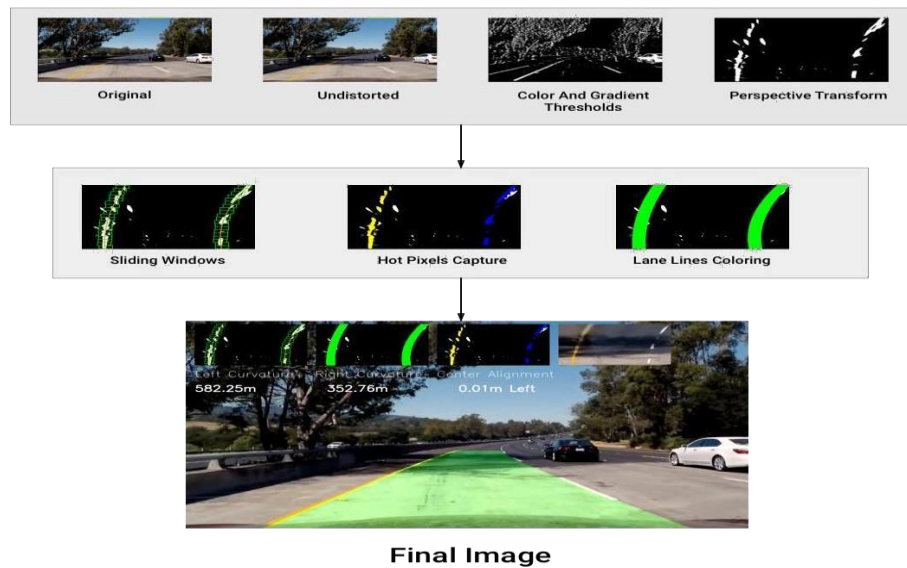 Original
Undistorted
Color And Gradient
Thresholds
Perspective Transform
Sliding Windows
Hot Pixels Capture
Lane Lines Coloring
Left Curvature
Right Curvature
Center Alignment
582.25m
352.76m
0.01m Left
Final Image